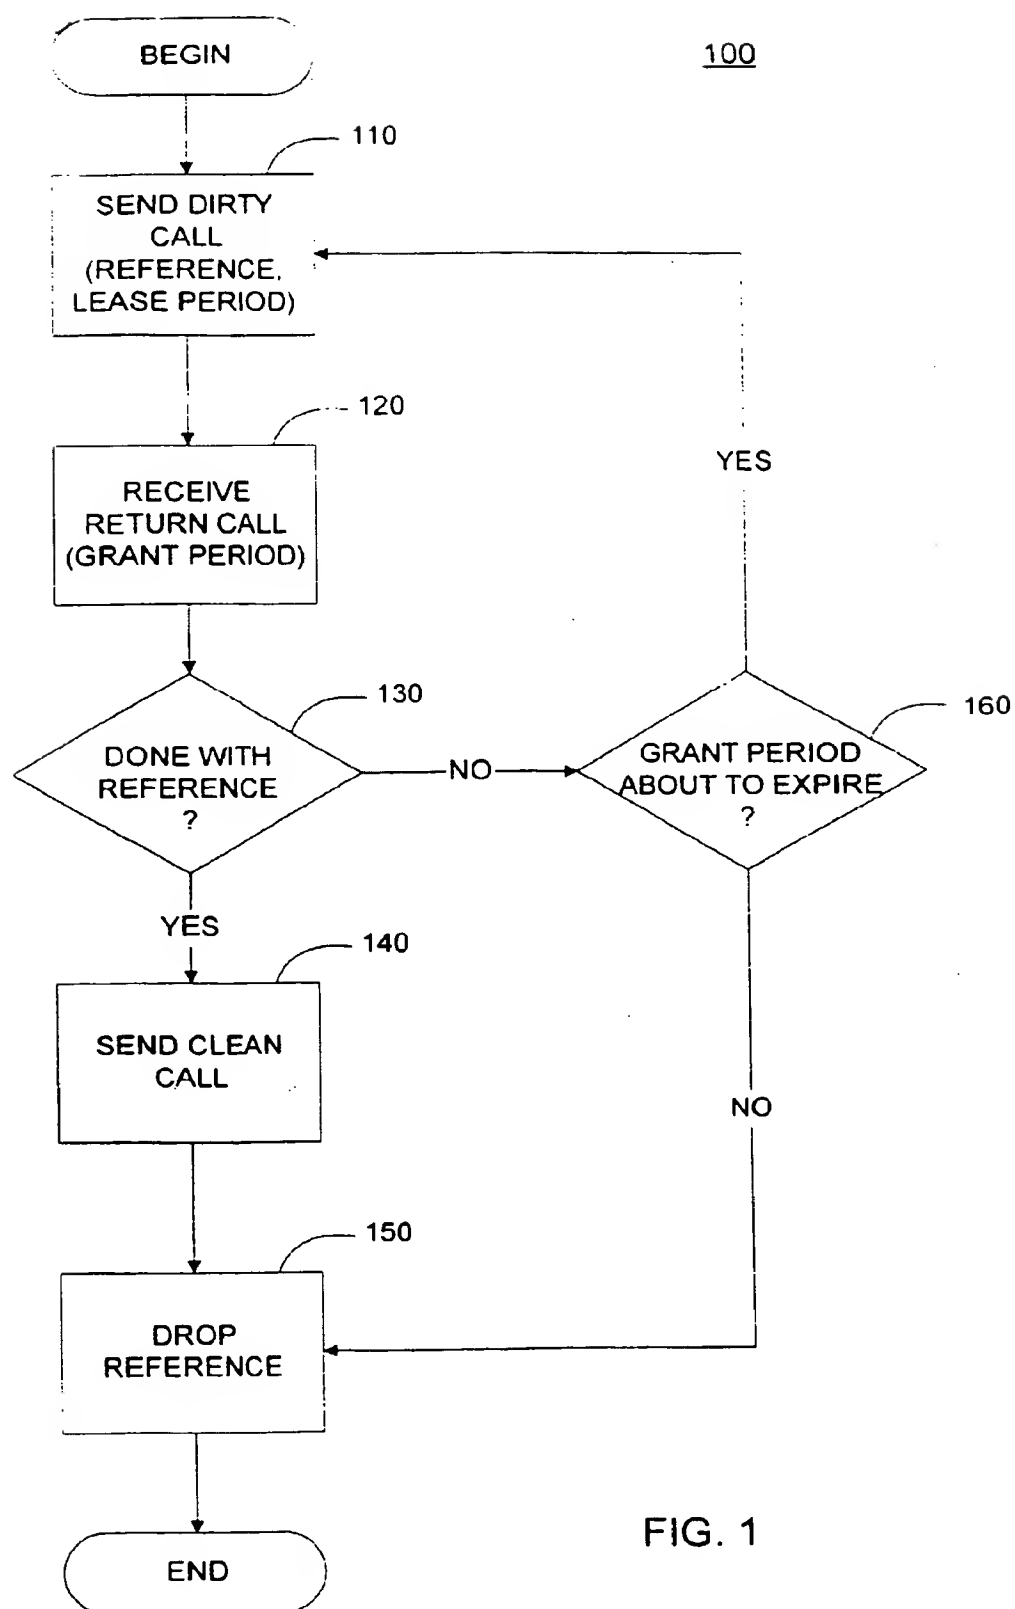 BEGIN
100
110
SEND DIRTY
CALL
(REFERENCE,
LEASE PERIOD)
120
YES
RECEIVE
RETURN CALL
(GRANT PERIOD)
130
160
DONE WITH
REFERENCE
?
NO
GRANT PERIOD
ABOUT TO EXPIRE
?
YES
140
SEND CLEAN
CALL
NO
150
DROP
REFERENCE
FIG. 1
END